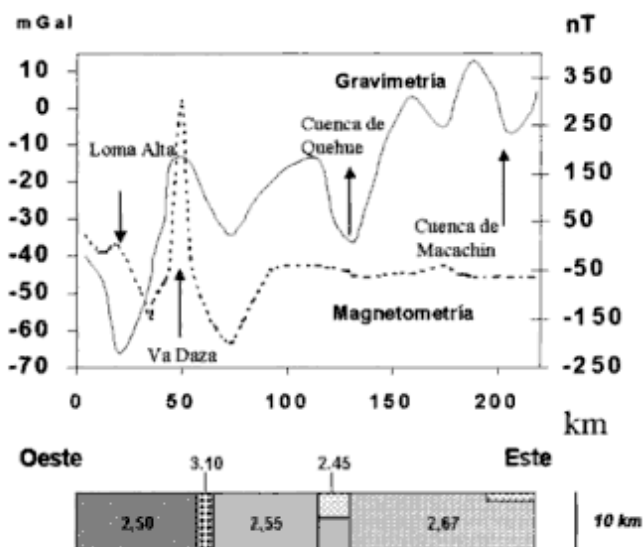 mGal
nT
10
0
-10
-20
-30
-40
-50
-60
-70
350
250
150
50
-50
-150
-250
Gravimetria
Loma Alta
Cuenca de
Quehue
Cuenca de
Macachin
Magnetometría
Va Daza
0 50 100 150 200
km
Oeste
Este
3.10
2.45
2,50
2,55
2,67
10 km